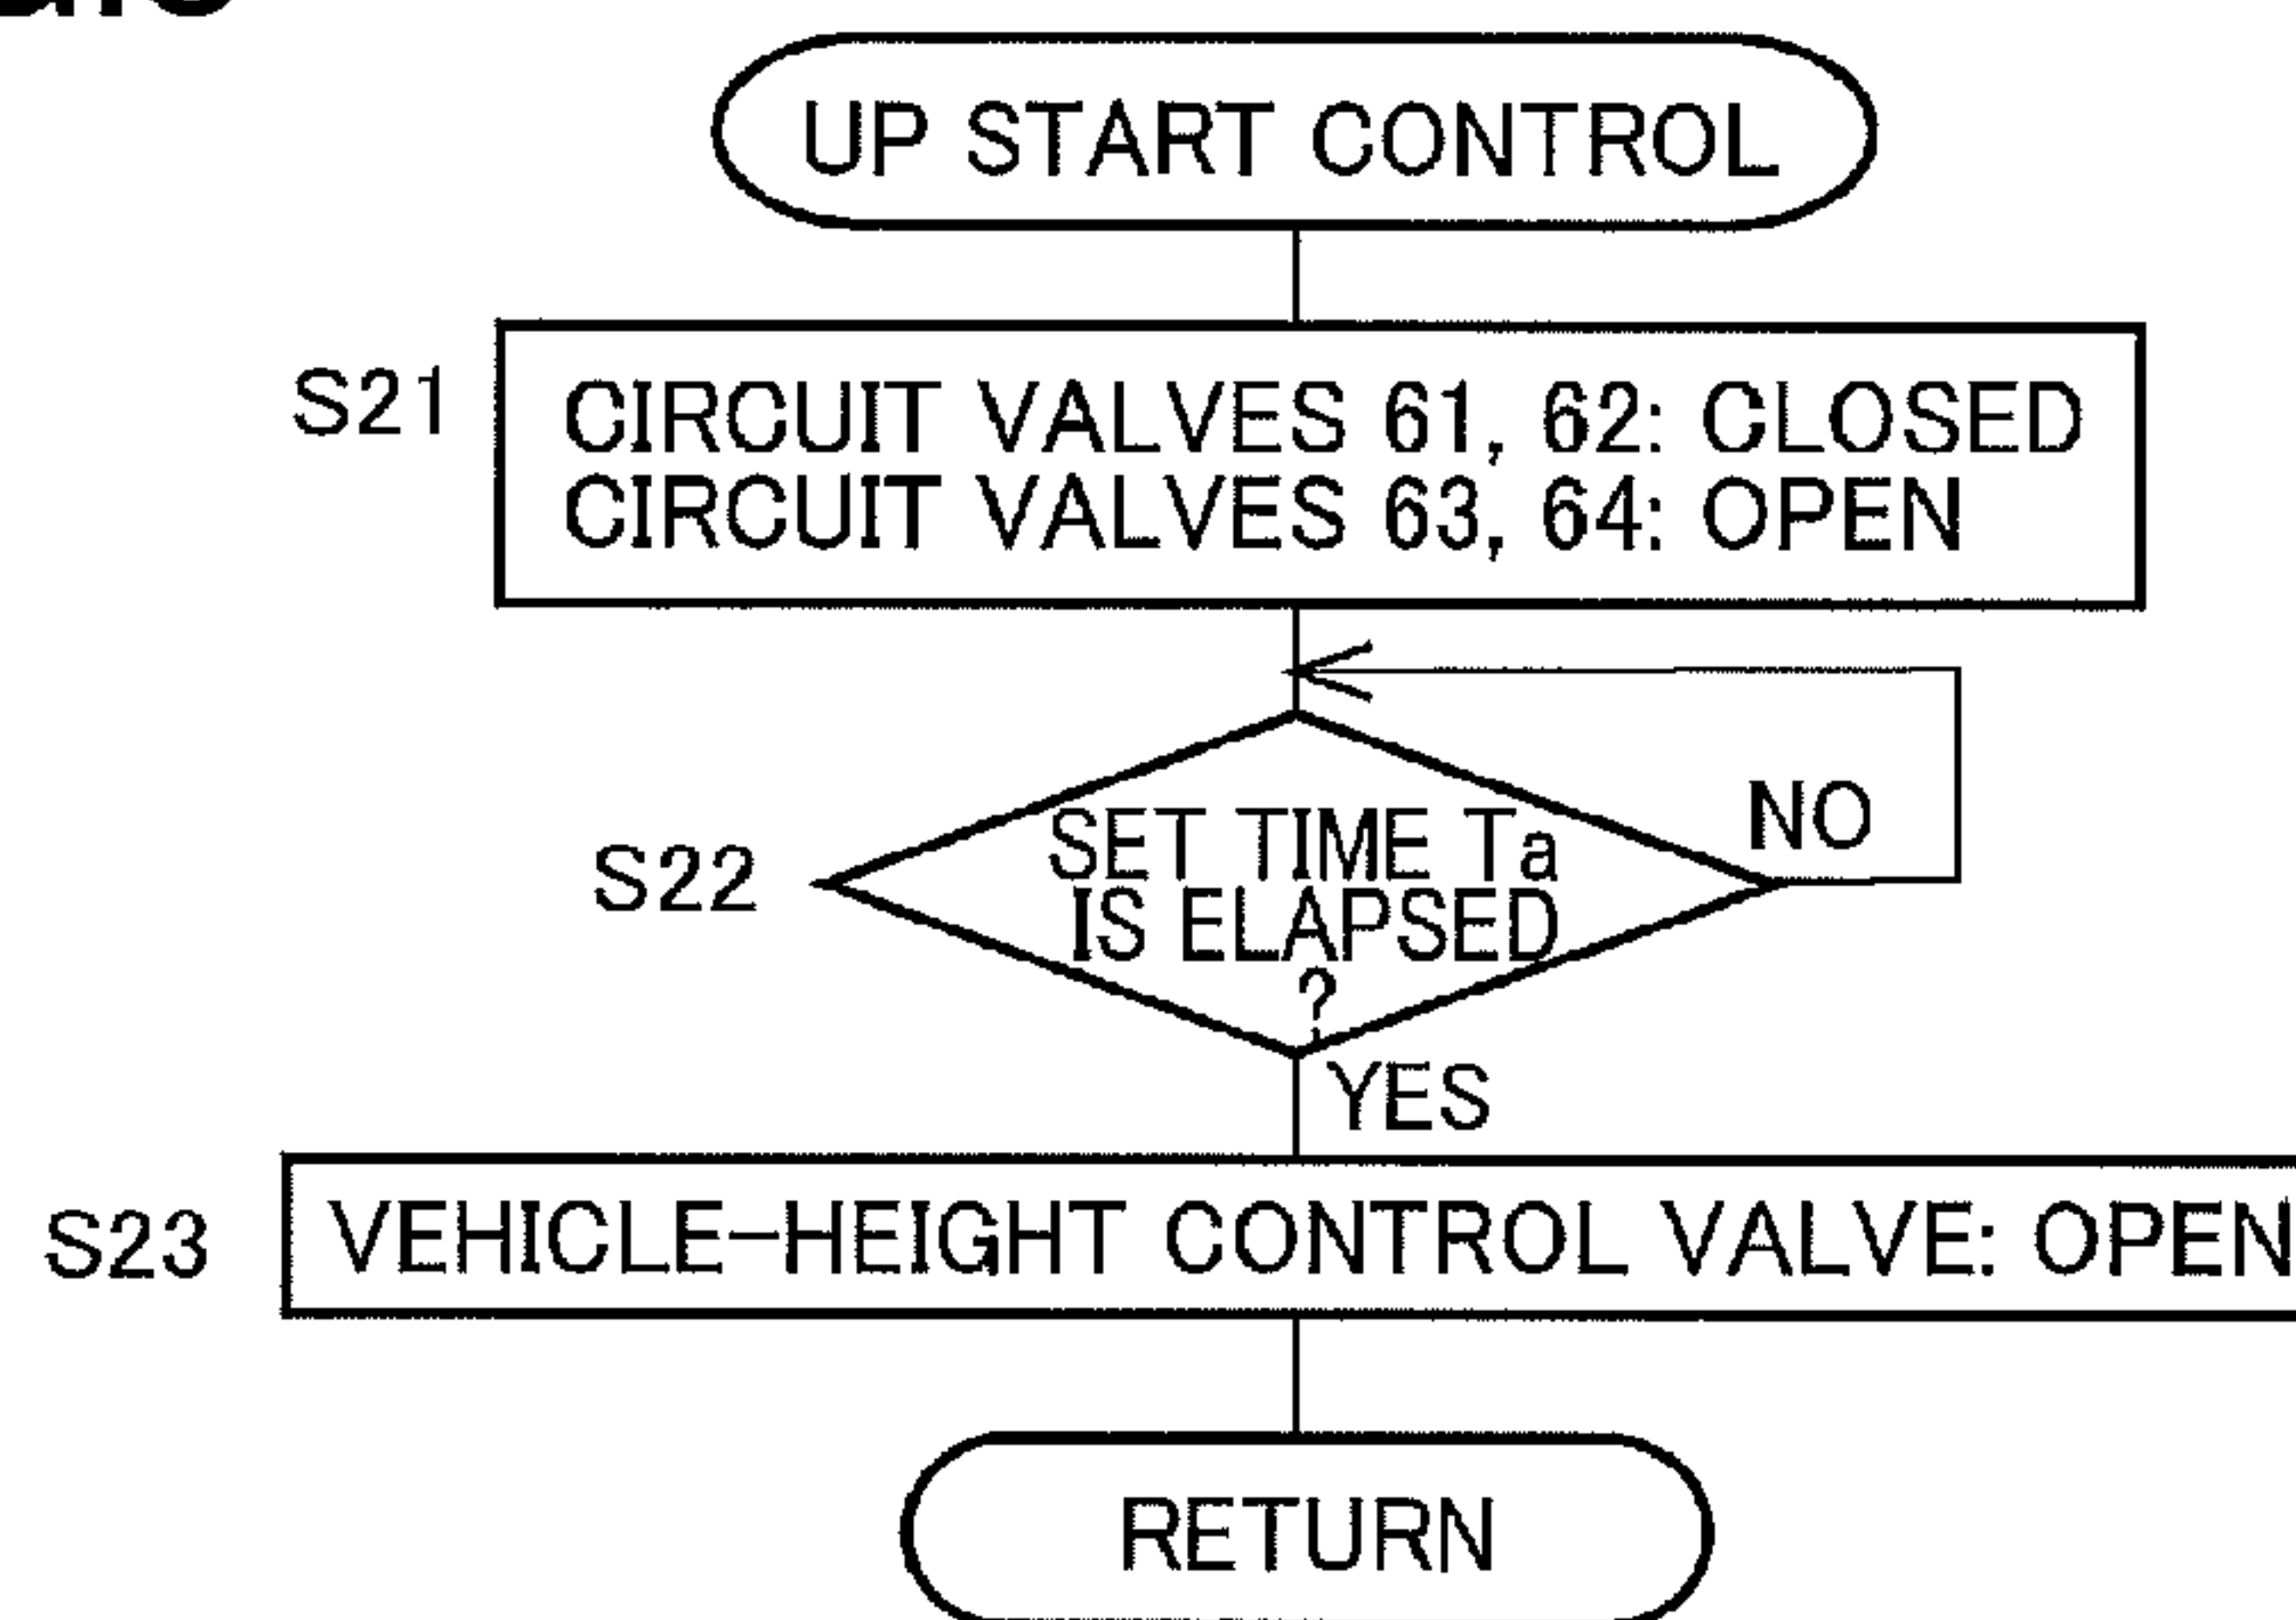 UP START CONTROL
S21
CIRCUIT VALVES 61, 62: CLOSED
CIRCUIT VALVES 63, 64: OPEN
S22
SET TIME Ta
IS ELAPSED
?
NO
YES
S23
VEHICLE-HEIGHT CONTROL VALVE: OPEN
RETURN